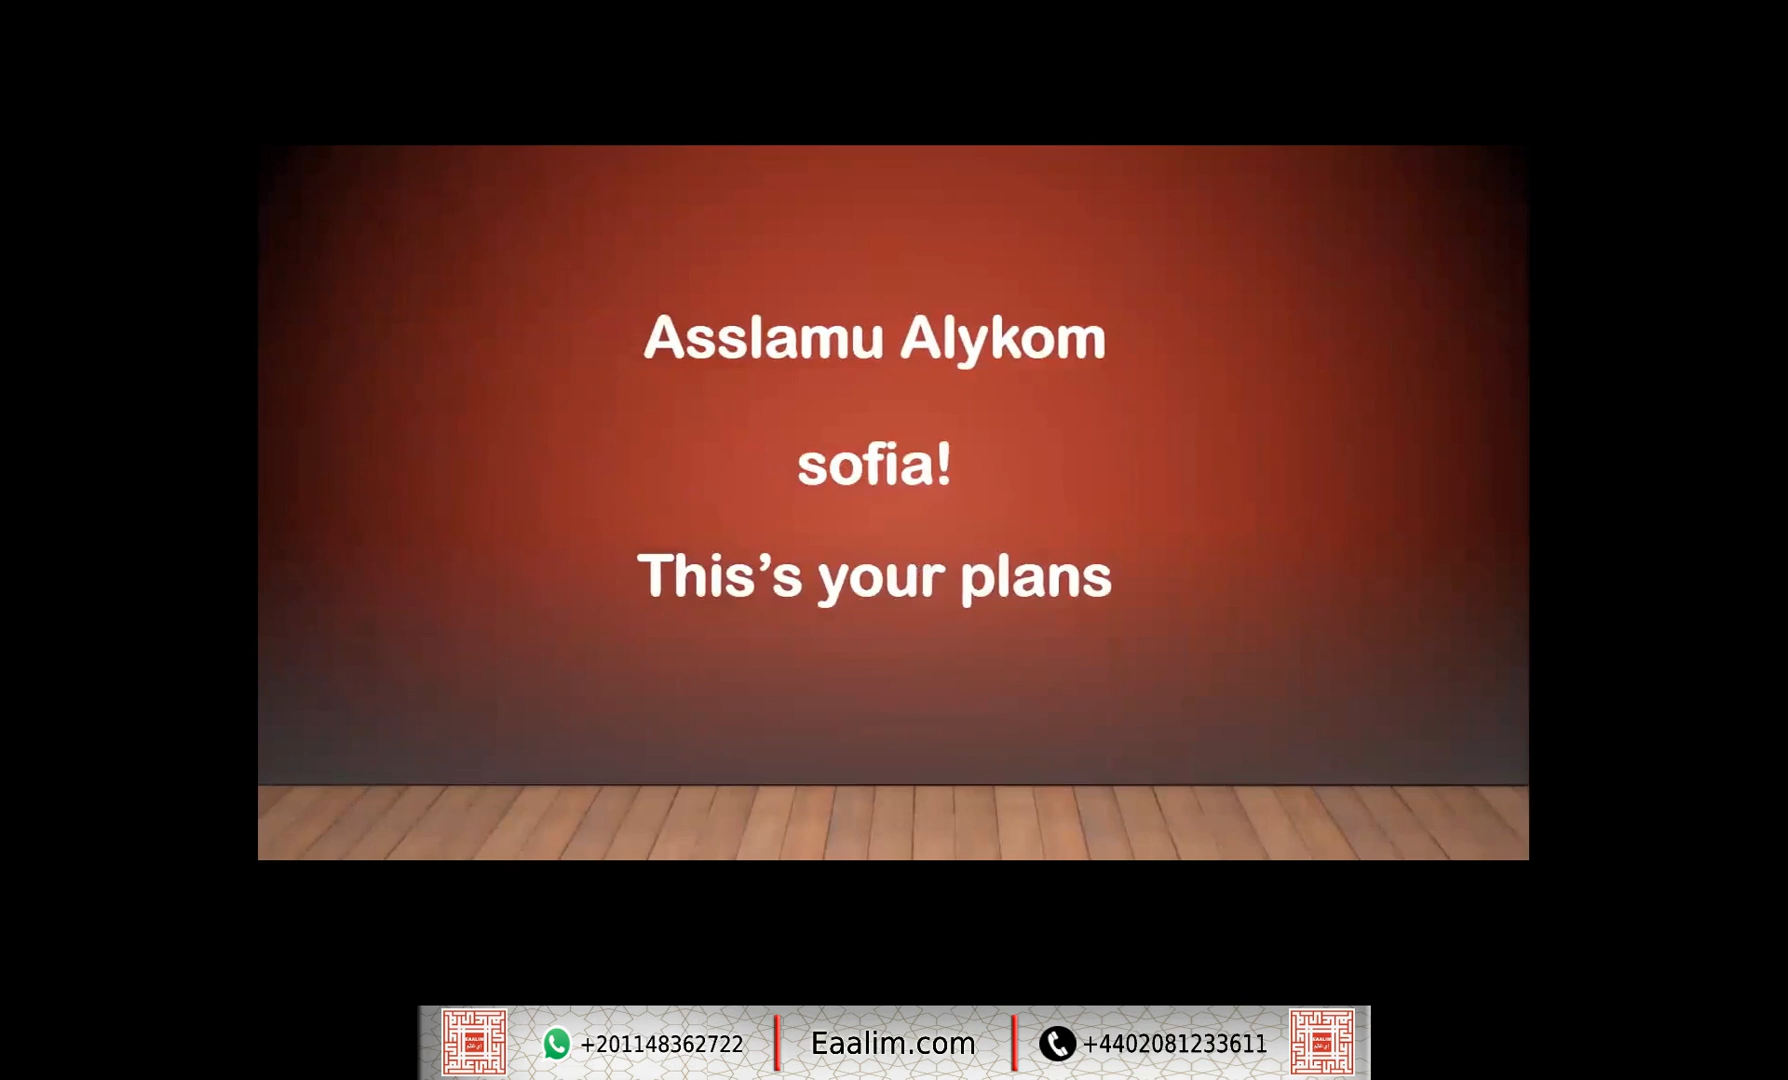 Asslamu Alykom
sofia!
This’s your plans
+201148362722
Eaalim.com
+4402081233611